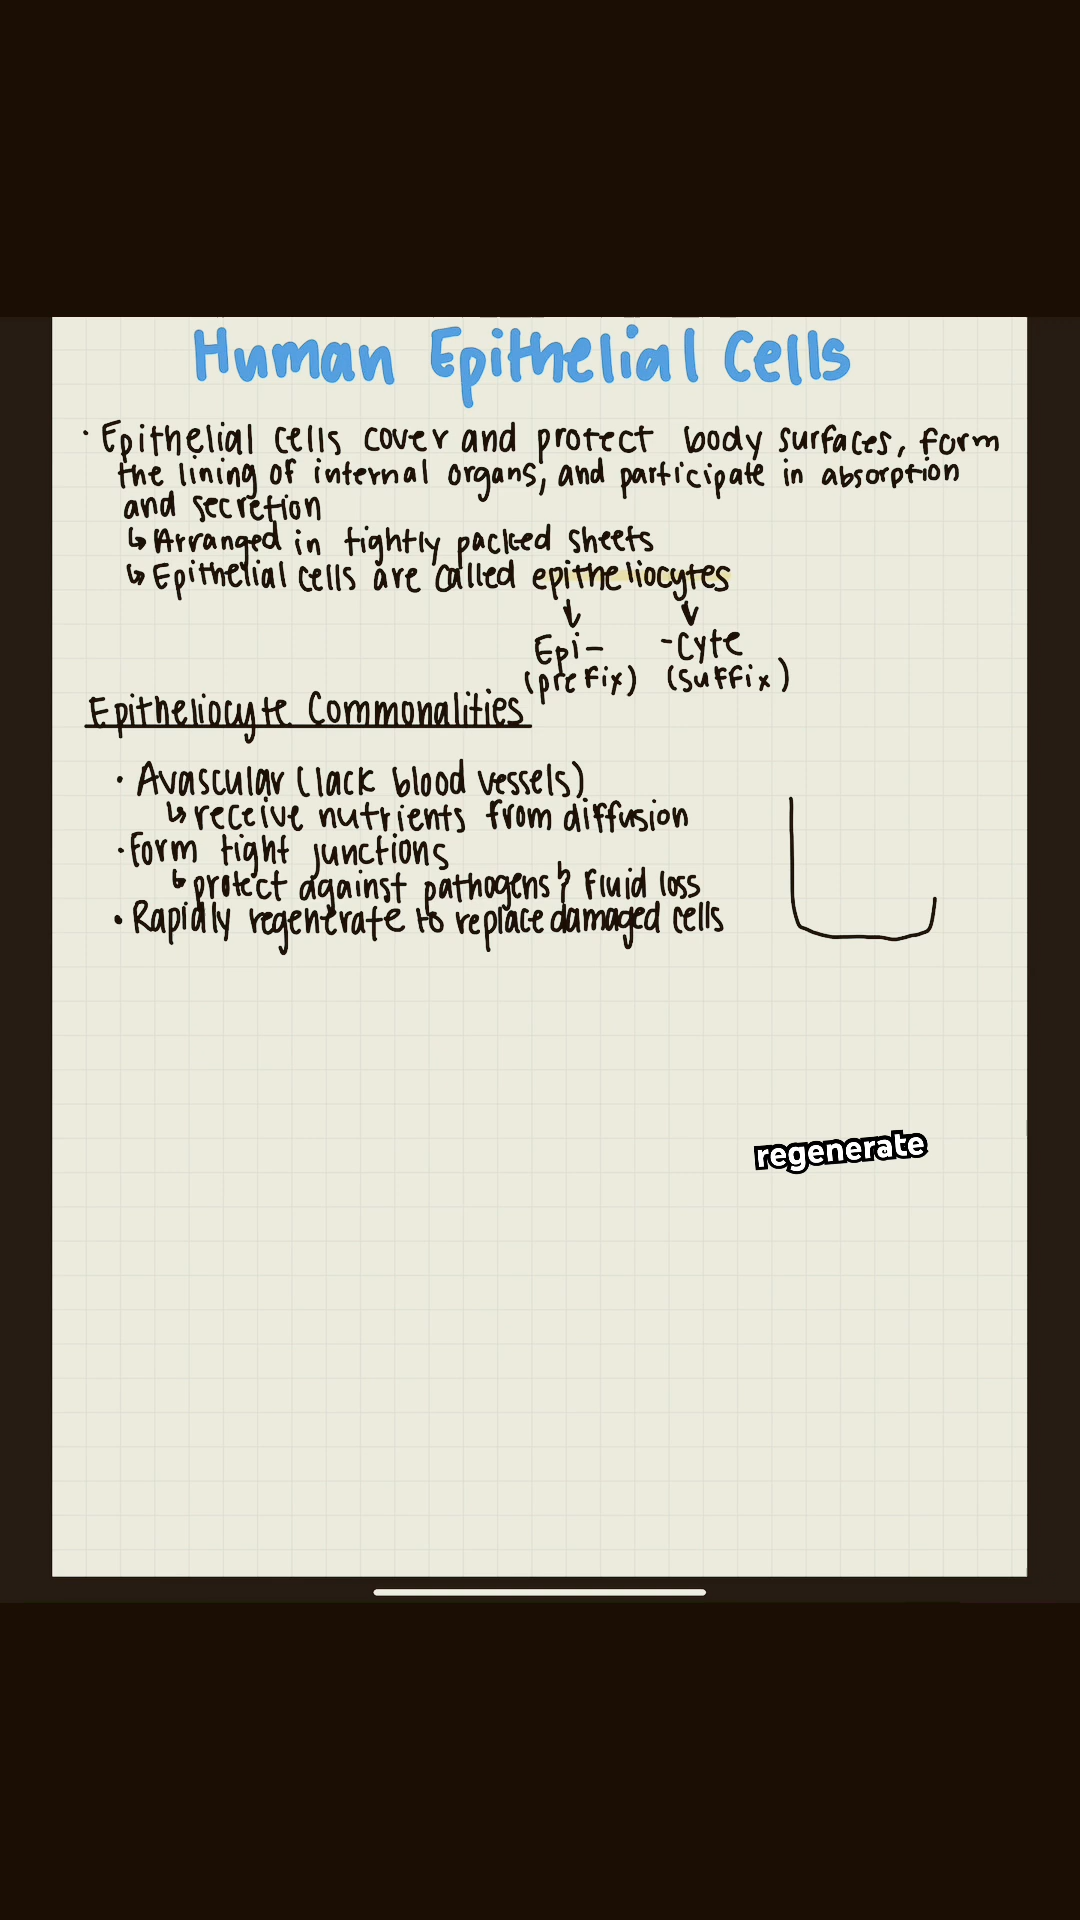 Human Epithelial Cells
· Epithelial cells cover and protect body surfaces, form
the lining of internal organs, and participate in absorption
and secretion
↳ Arranged in tightly packed sheets
↳ Epithelial cells are called epitheliocytes
↓ ↓
Epi- -Cyte
(prefix) (suffix)
Epitheliocyte Commonalities
· Avascular (lack blood vessels)
↳ receive nutrients from diffusion
· Form tight junctions
↳ protect against pathogens & fluid loss
• Rapidly regenerate to replace damaged cells
regenerate